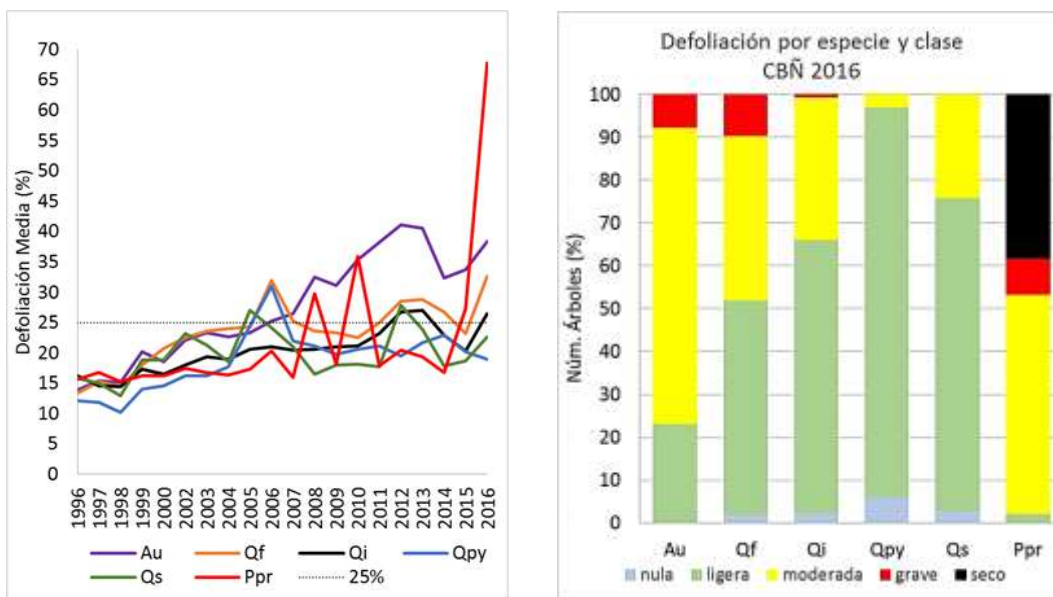 70
65
60
55
50
45
40
35
30
25
20
15
10
5
0
Defoliación Media (%)
1996 1997 1998 1999 2000 2002 2003 2004 2005 2006 2007 2008 2009 2010 2011 2012 2013 2014 2015 2016
Au Qf Qi Qpy
Qs Ppr 25%
Defoliación por especie y clase
CBÑ 2016
100
90
80
70
60
50
40
30
20
10
0
Núm. Árboles (%)
Au Qf Qi Qpy Qs Ppr
nula ligera moderada grave seco